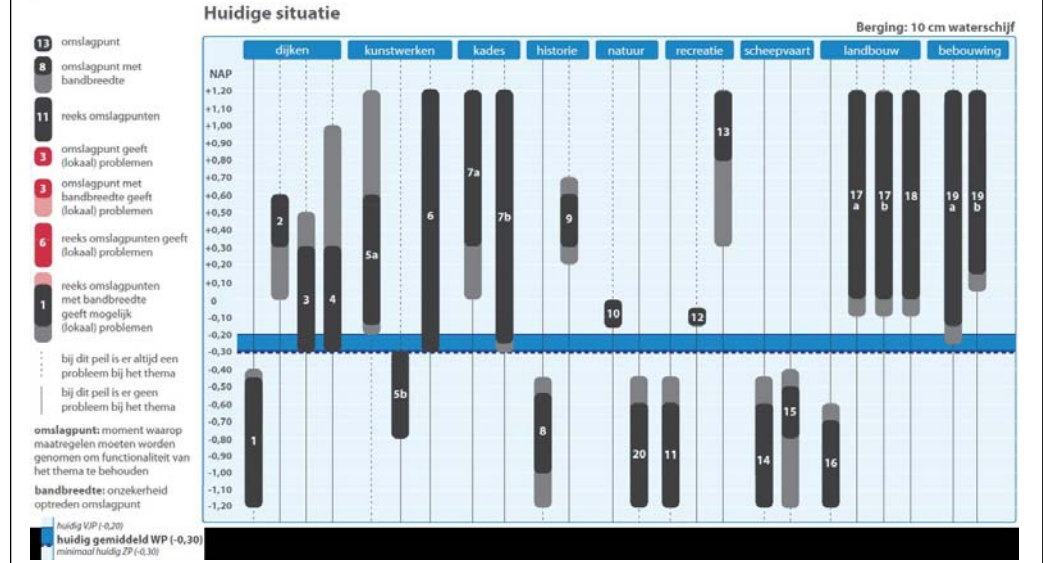 Huidige situatie
Berging: 10 cm waterschijf
13 omslagpunt
8 omslagpunt met
bandbreedte
11 reeks omslagpunten
3 omslagpunt geeft
(lokaal) problemen
3 omslagpunt met
bandbreedte geeft
(lokaal) problemen
6 reeks omslagpunten geeft
(lokaal) problemen
1 reeks omslagpunten
met bandbreedte
geeft mogelijk
(lokaal) problemen
bij dit peil is er altijd een
probleem bij het thema
bij dit peil is er geen
probleem bij het thema
omslagpunt: moment waarop
maatregelen moeten worden
genomen om functionaliteit van
het thema te behouden
bandbreedte: onzekerheid
optreden omslagpunt
huidig VJP (-0,20)
huidig gemiddeld WP (-0,30)
minimaal huidig ZP (-0,30)
dijken kunstwerken kades historie natuur recreatie scheepvaart landbouw bebouwing
NAP
+1,20
+1,10
+1,00
+0,90
+0,80
+0,70
+0,60
+0,50
+0,40
+0,30
+0,20
+0,10
0
-0,10
-0,20
-0,30
-0,40
-0,50
-0,60
-0,70
-0,80
-0,90
-1,00
-1,10
-1,20
1
2
3
4
5a
5b
6
7a
7b
8
9
10
20
11
12
13
14
15
16
17
a
17
b
18
19
a
19
b